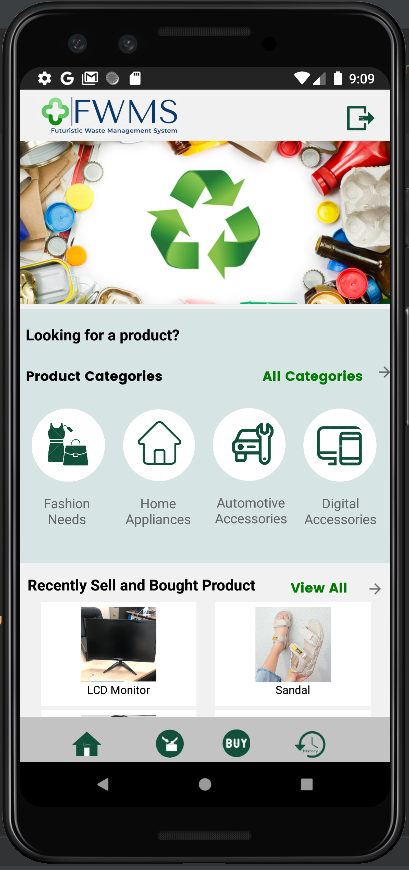 9:09
FWMS
Futuristic Waste Management System
Looking for a product?
Product Categories
All Categories
Fashion
Needs
Home
Appliances
Automotive
Accessories
Digital
Accessories
Recently Sell and Bought Product
View All
LCD Monitor
Sandal
BUY